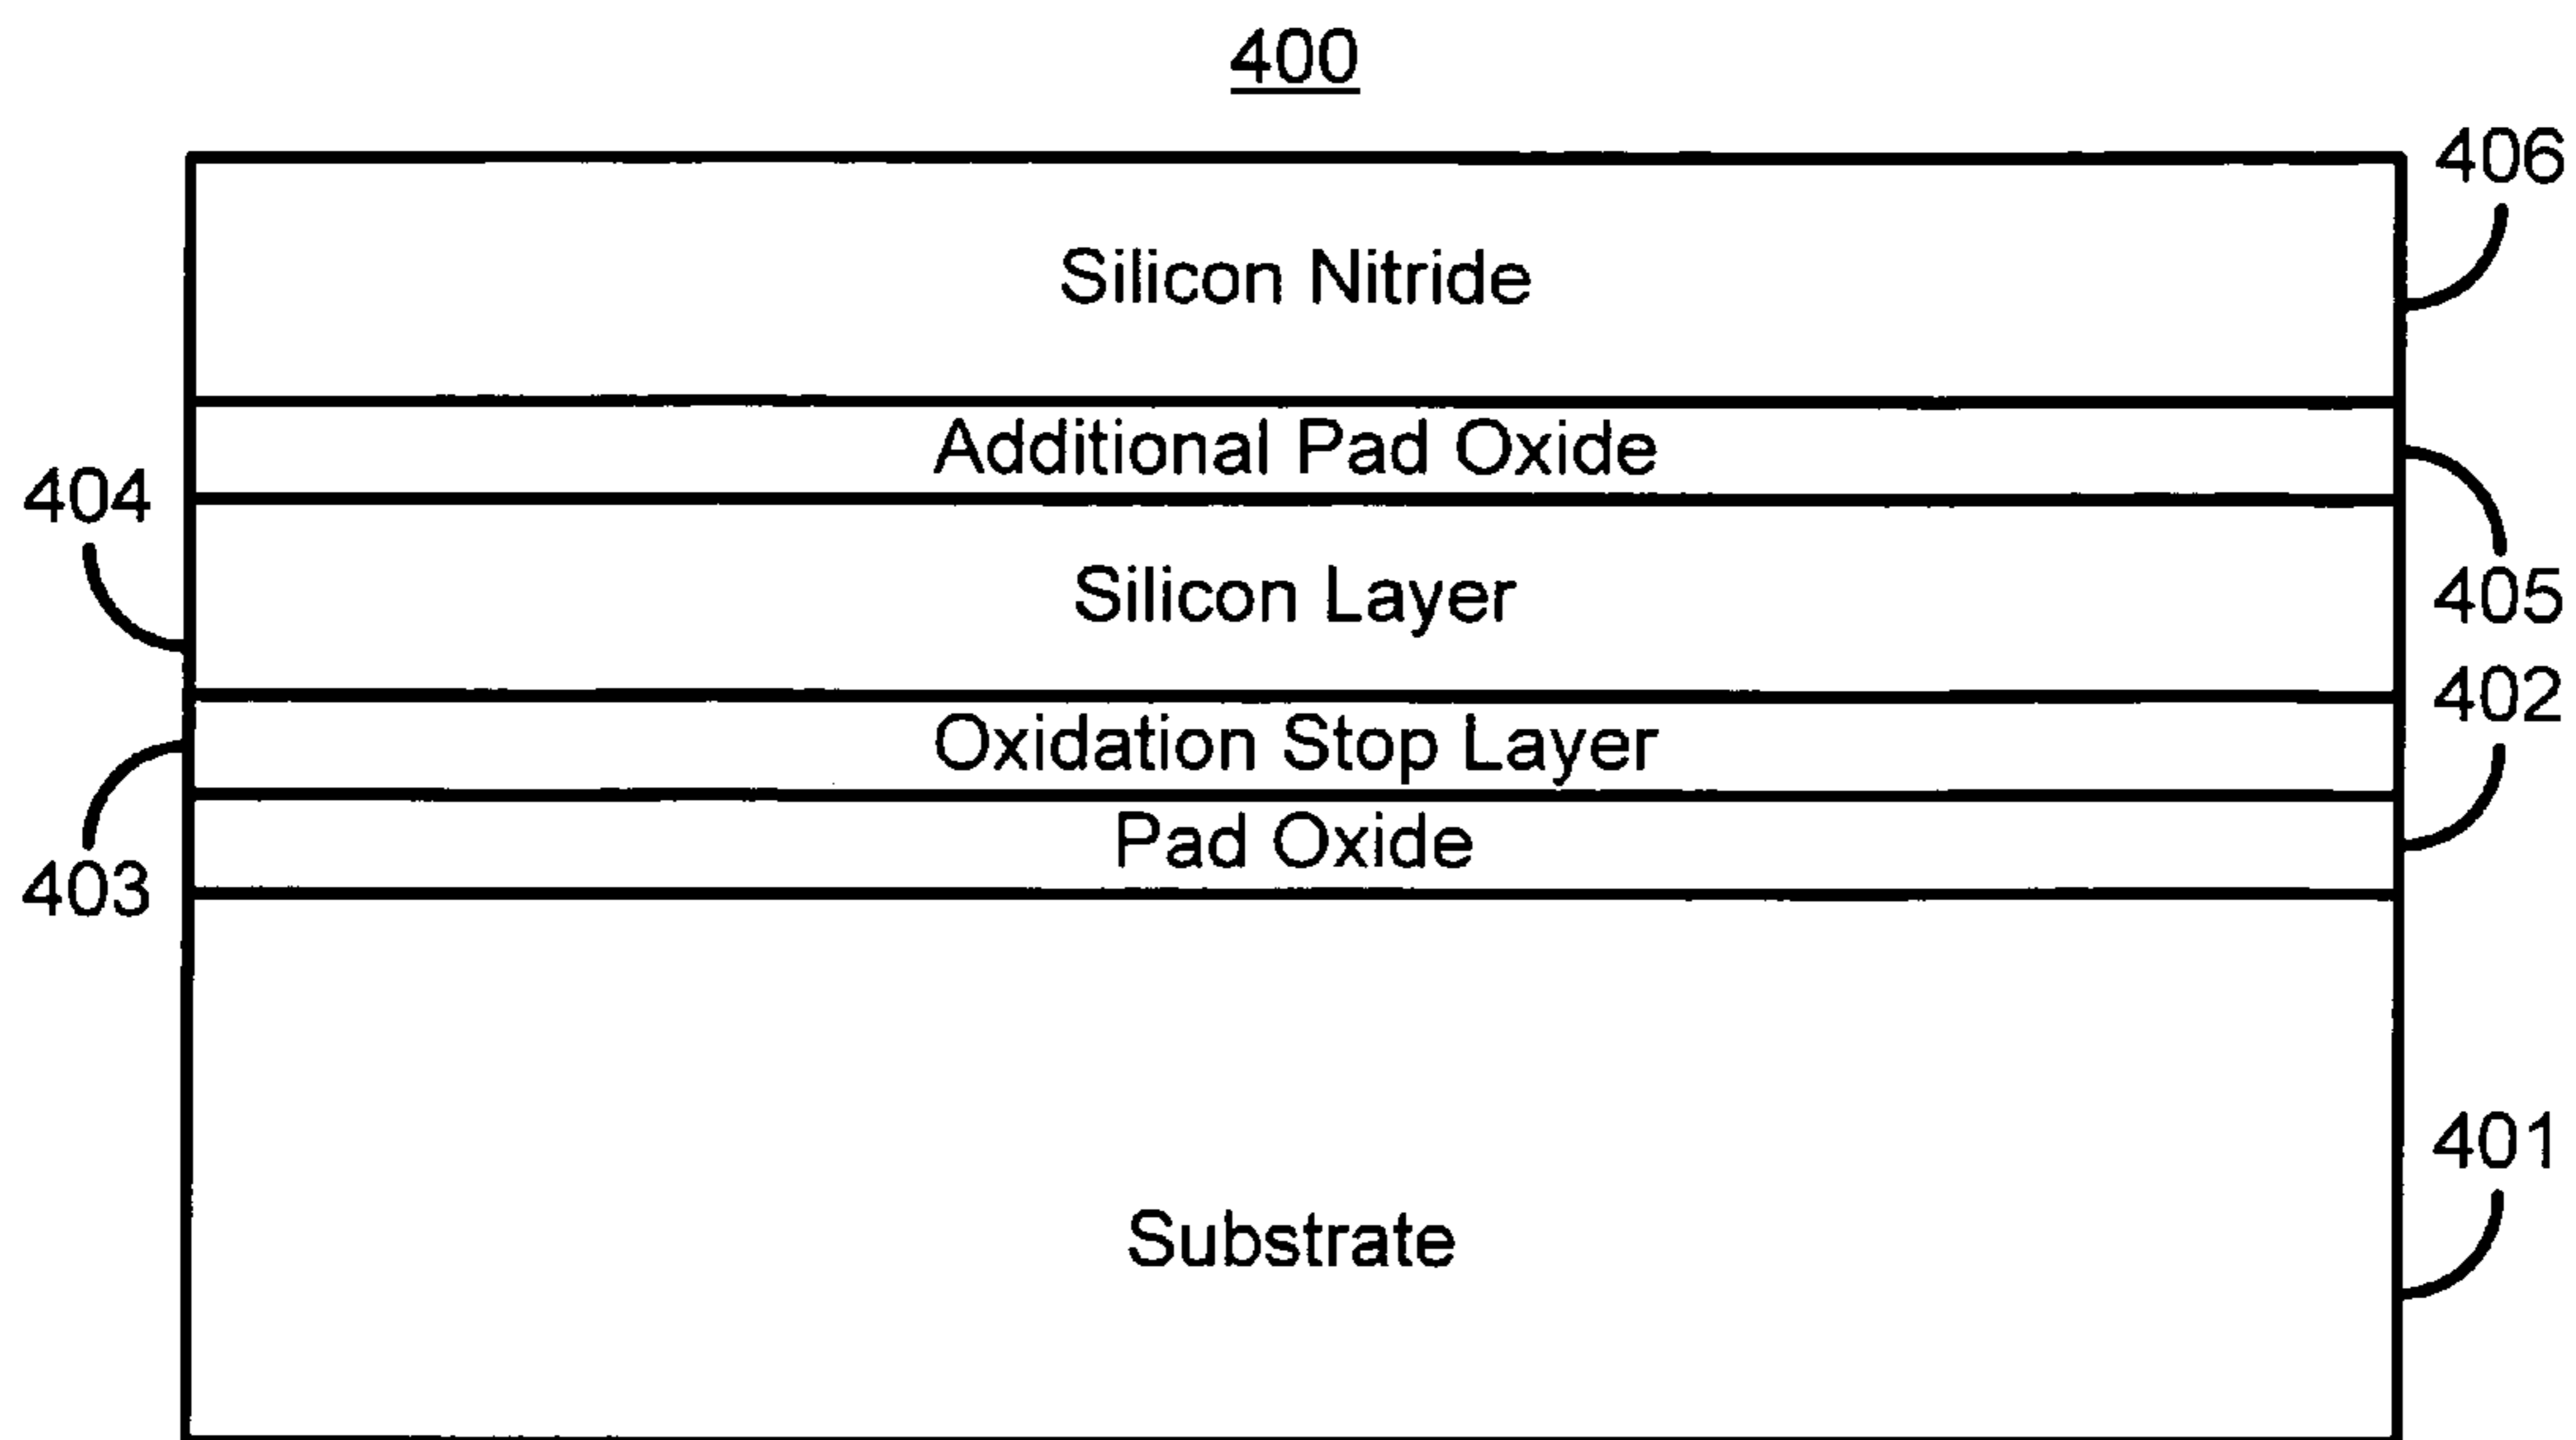 400
406
Silicon Nitride
Additional Pad Oxide
404
Silicon Layer
405
402
Oxidation Stop Layer
Pad Oxide
403
401
Substrate